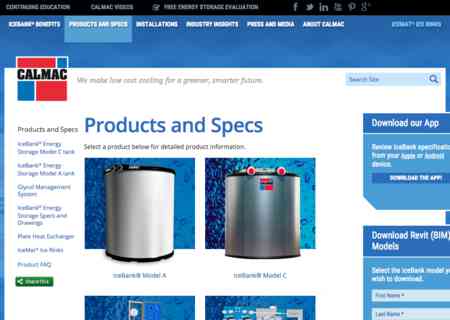 CONTINUING EDUCATION CALMAC VIDEOS FREE ENERGY STORAGE EVALUATION
ICEBANK® BENEFITS PRODUCTS AND SPECS INSTALLATIONS INDUSTRY INSIGHTS PRESS AND MEDIA ABOUT CALMAC ICEMAT® ICE RINKS
CALMAC
We make low cost cooling for a greener, smarter future.
Search Site
Products and Specs
IceBank® Energy
Storage Model C tank
IceBank® Energy
Storage Model A tank
Glycol Management
System
IceBank® Energy
Storage Specs and
Drawings
Plate Heat Exchanger
IceMat® Ice Rinks
Product FAQ
Share this
Products and Specs
Select a product below for detailed product information.
IceBank® Model A
IceBank® Model C
Download our App
Review IceBank specificatio
from your Apple or Android
device.
DOWNLOAD THE APP!
Download Revit (BIM)
Models
Select the IceBank model yo
wish to download.
First Name *
Last Name *